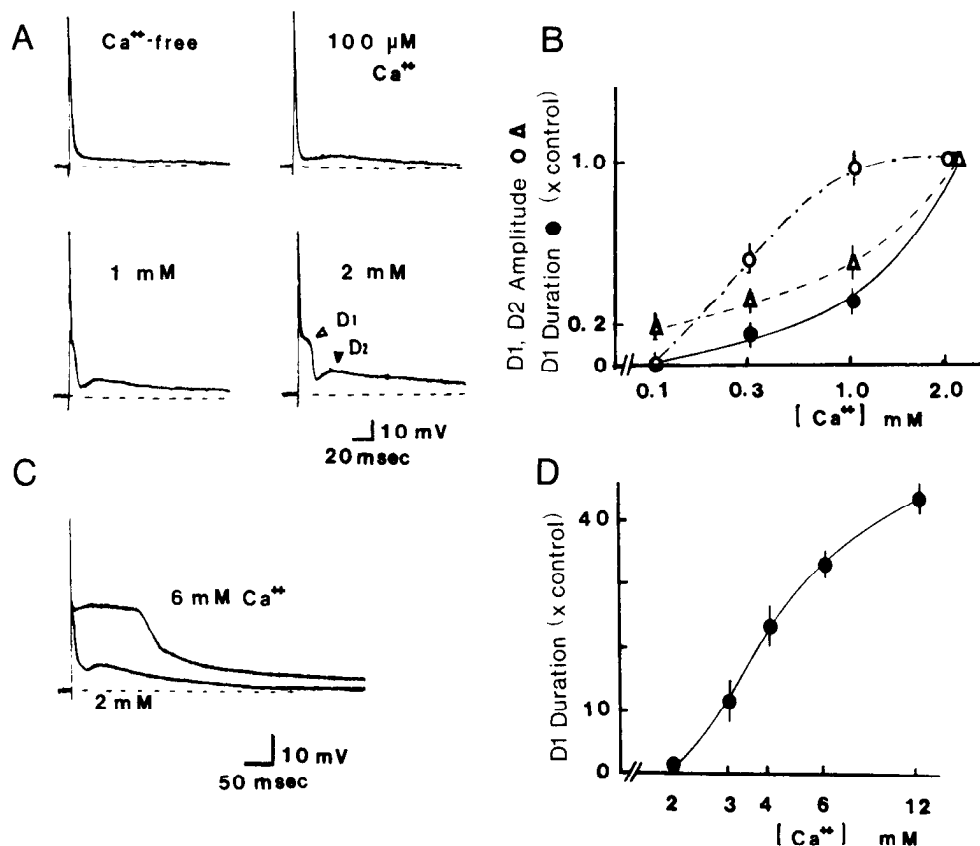 A
Ca⁺⁺-free
100 µM
Ca⁺⁺
1 mM
2 mM
D1
D2
10 mV
20 msec
B
D1, D2 Amplitude o Δ
D1 Duration ● (x control)
1.0
0.2
0
0.1
0.3
1.0
2.0
[Ca⁺⁺] mM
C
6 mM Ca⁺⁺
2 mM
10 mV
50 msec
D
D1 Duration (x control)
40
10
0
2
3
4
6
12
[Ca⁺⁺] mM